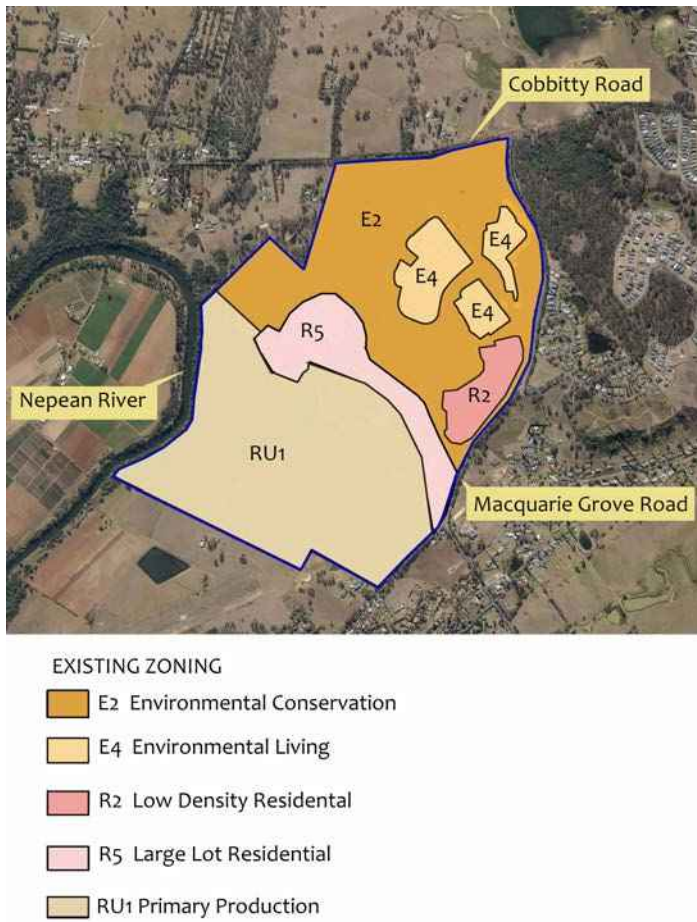 Cobbitty Road
E2
E4
E4
E4
R5
R2
Nepean River
RU1
Macquarie Grove Road
EXISTING ZONING
E2 Environmental Conservation
E4 Environmental Living
R2 Low Density Residental
R5 Large Lot Residential
RU1 Primary Production